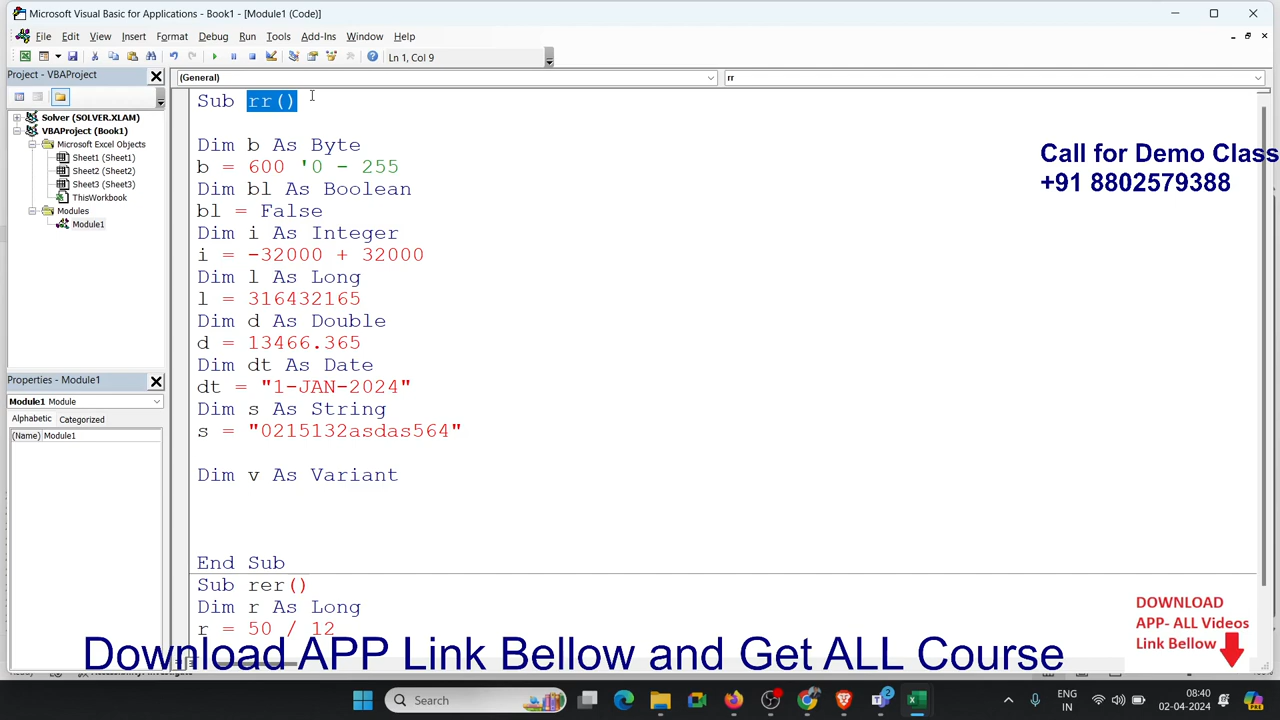 Microsoft Visual Basic for Applications - Book1 - [Module1 (Code)]
File Edit View Insert Format Debug Run Tools Add-Ins Window Help
Ln 1, Col 9
Project - VBAProject
(General)
rr
Solver (SOLVER.XLAM)
VBAProject (Book1)
Microsoft Excel Objects
Sheet1 (Sheet1)
Sheet2 (Sheet2)
Sheet3 (Sheet3)
ThisWorkbook
Modules
Module1
Properties - Module1
Module1 Module
Alphabetic Categorized
(Name) Module1
Sub rr()
Dim b As Byte
b = 600 '0 - 255
Dim bl As Boolean
bl = False
Dim i As Integer
i = -32000 + 32000
Dim l As Long
l = 316432165
Dim d As Double
d = 13466.365
Dim dt As Date
dt = "1-JAN-2024"
Dim s As String
s = "0215132asdas564"
Dim v As Variant
End Sub
Sub rer()
Dim r As Long
r = 50 / 12
Call for Demo Class
+91 8802579388
DOWNLOAD
APP- ALL Videos
Link Bellow
Download APP Link Bellow and Get ALL Course
Search
ENG
IN
08:40
02-04-2024